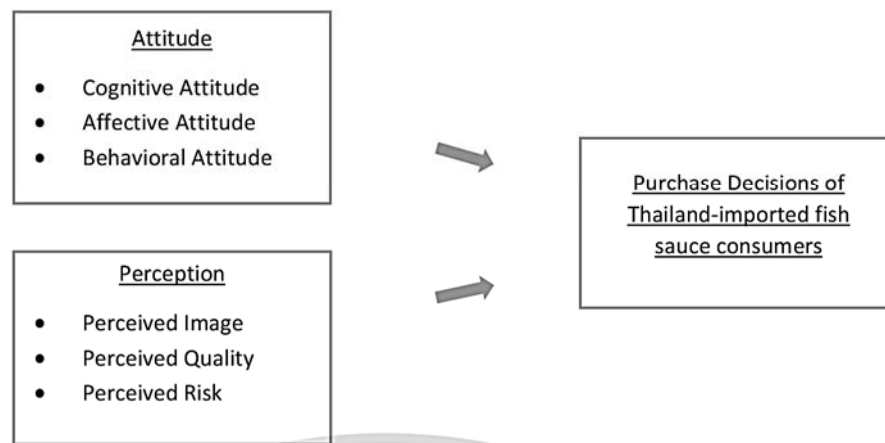 Attitude
• Cognitive Attitude
• Affective Attitude
• Behavioral Attitude
Perception
• Perceived Image
• Perceived Quality
• Perceived Risk
Purchase Decisions of
Thailand-imported fish
sauce consumers